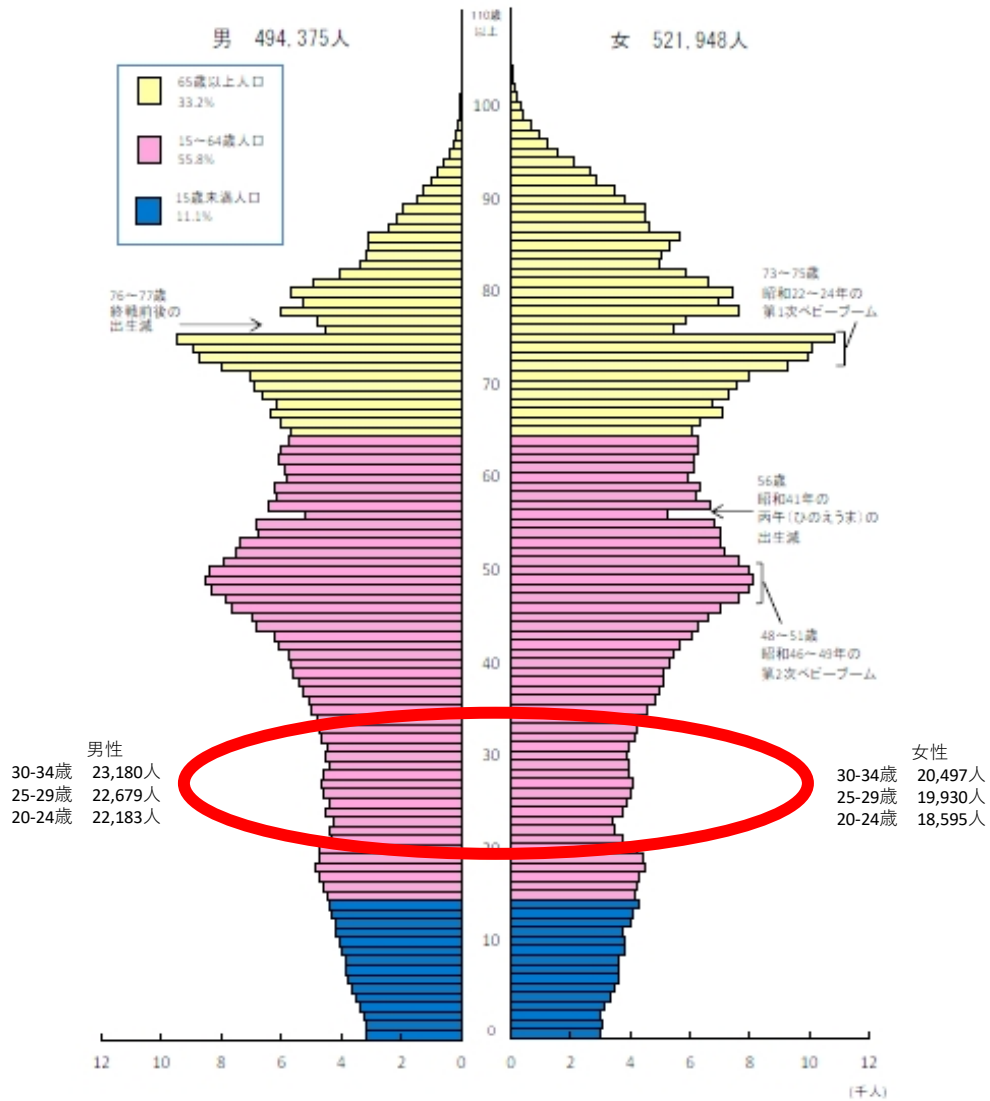 110歳
以上
男 494,375人
女 521,948人
65歳以上人口
33.2%
15～64歳人口
55.8%
15歳未満人口
11.1%
100
90
80
70
60
50
40
30
20
10
0
76～77歳
終戦前後の
出生減
73～75歳
昭和22～24年の
第1次ベビーブーム
56歳
昭和41年の
丙午(ひのえうま)の
出生減
48～51歳
昭和46～49年の
第2次ベビーブーム
男性
30-34歳 23,180人
25-29歳 22,679人
20-24歳 22,183人
女性
30-34歳 20,497人
25-29歳 19,930人
20-24歳 18,595人
12 10 8 6 4 2 0
0 2 4 6 8 10 12
(千人)